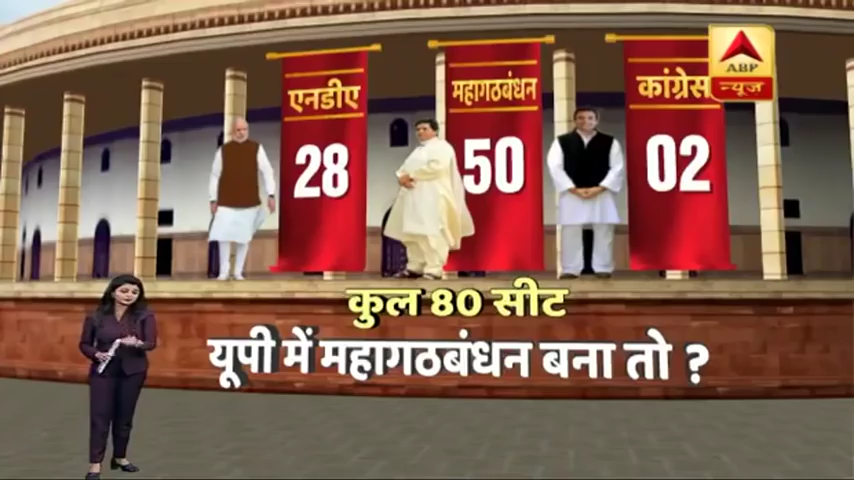 एनडीए
28
महागठबंधन
50
कांग्रेस
02
ABP
न्यूज़
कुल 80 सीट
यूपी में महागठबंधन बना तो ?